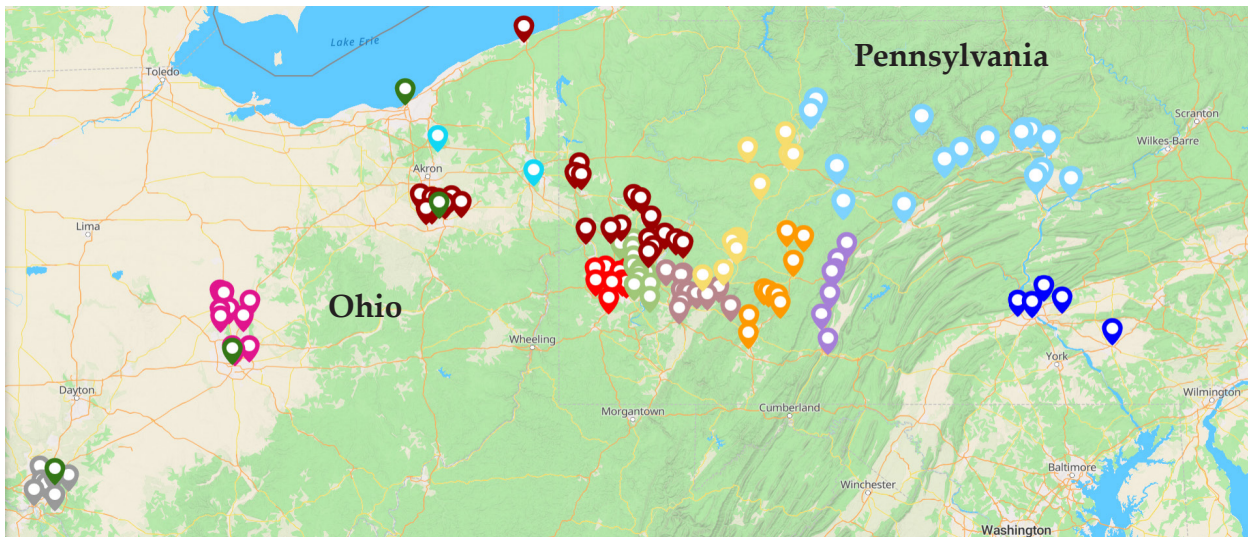 Lake Erie
Pennsylvania
Toledo
Scranton
Wilkes-Barre
Akron
Lima
Ohio
Wheeling
York
Dayton
Wilmington
Morgantown
Cumberland
Baltimore
Winchester
Washington